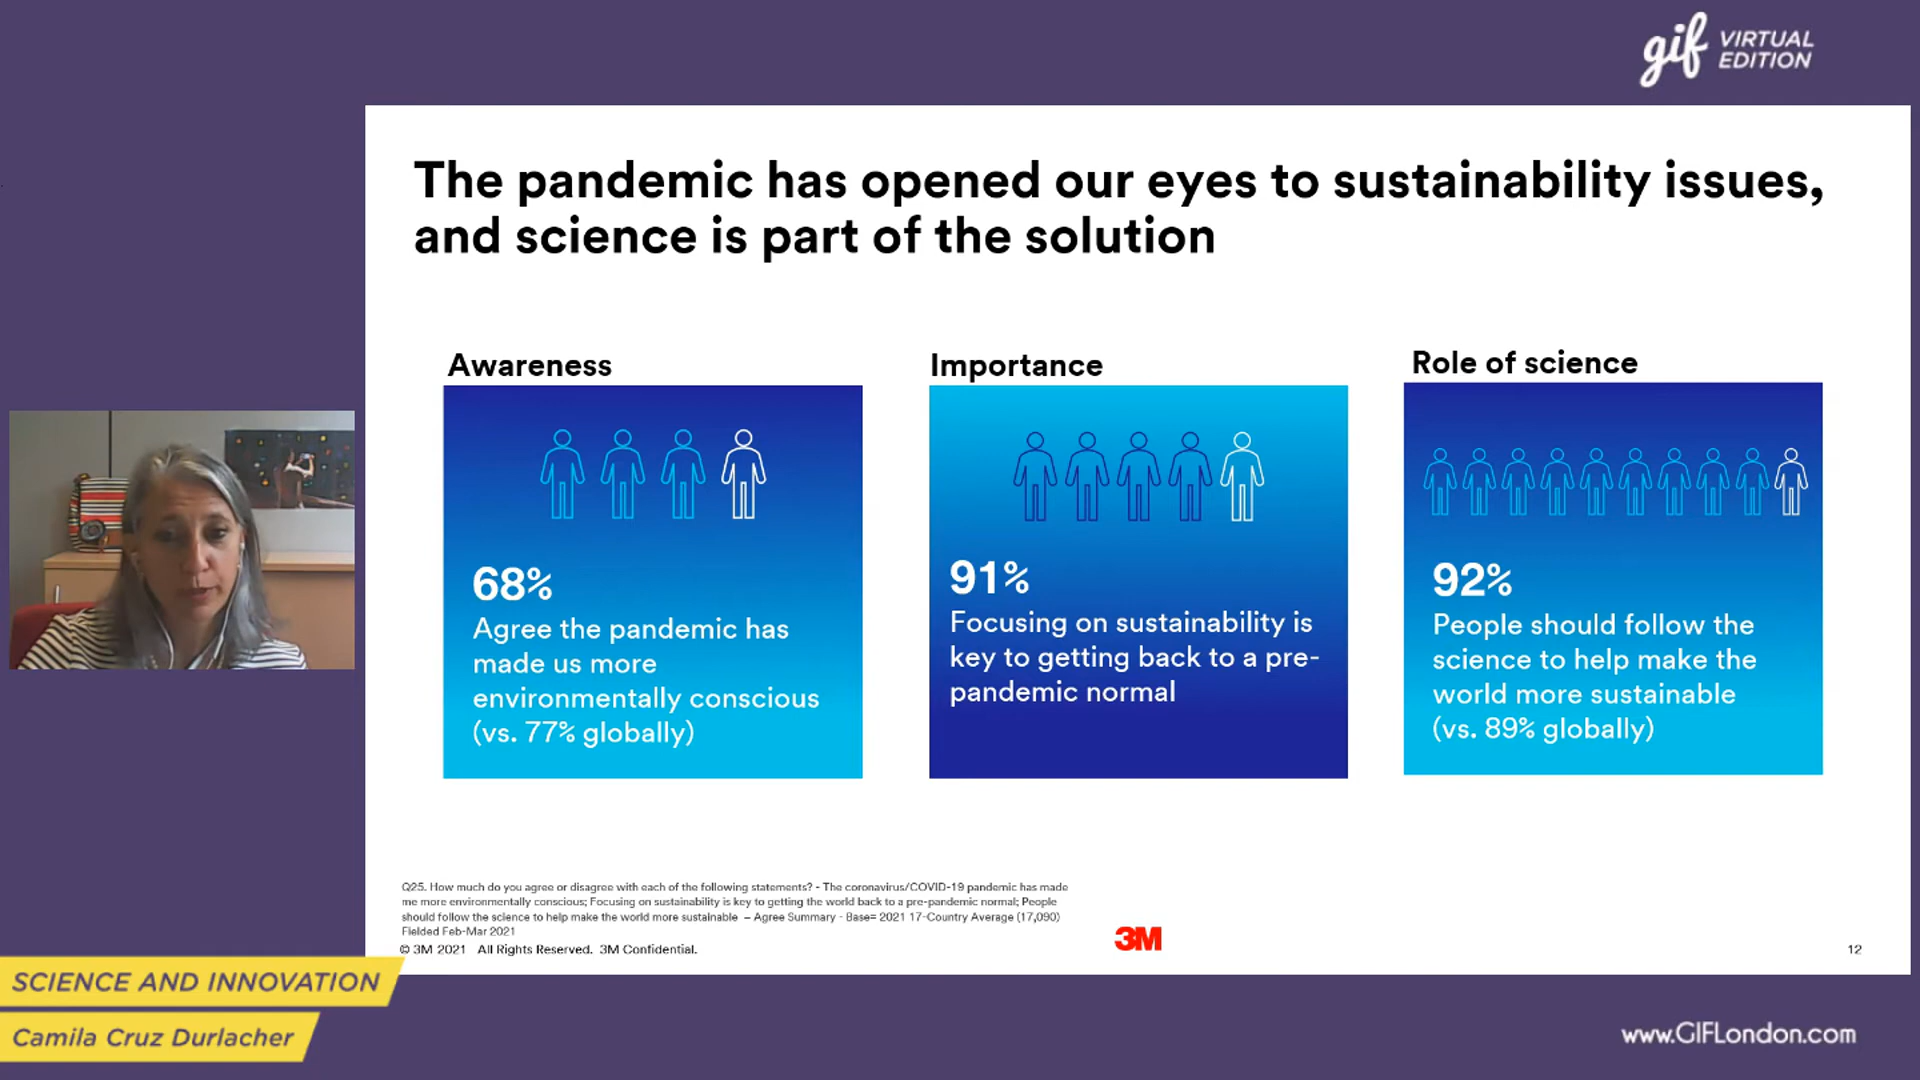 gif VIRTUAL
EDITION
The pandemic has opened our eyes to sustainability issues,
and science is part of the solution
Awareness
68%
Agree the pandemic has
made us more
environmentally conscious
(vs. 77% globally)
Importance
91%
Focusing on sustainability is
key to getting back to a pre-
pandemic normal
Role of science
92%
People should follow the
science to help make the
world more sustainable
(vs. 89% globally)
Q25. How much do you agree or disagree with each of the following statements? - The coronavirus/COVID-19 pandemic has made
me more environmentally conscious; Focusing on sustainability is key to getting the world back to a pre-pandemic normal; People
should follow the science to help make the world more sustainable – Agree Summary - Base= 2021 17-Country Average (17,090)
Fielded Feb-Mar 2021
© 3M 2021 All Rights Reserved. 3M Confidential.
3M
12
SCIENCE AND INNOVATION
Camila Cruz Durlacher
www.GIFLondon.com